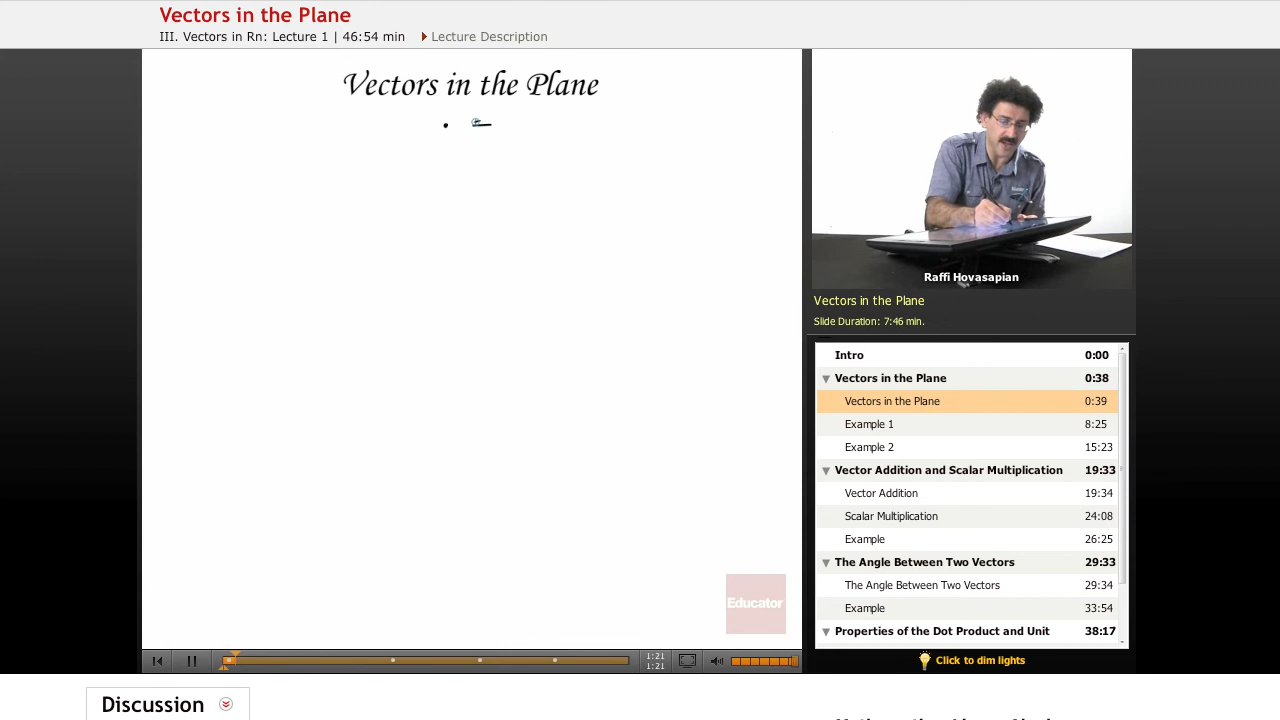 Vectors in the Plane
III. Vectors in Rn: Lecture 1 | 46:54 min
Lecture Description
Vectors in the Plane
Educator
1:21
1:21
Raffi Hovasapian
Vectors in the Plane
Slide Duration: 7:46 min.
Intro 0:00
Vectors in the Plane 0:38
Vectors in the Plane 0:39
Example 1 8:25
Example 2 15:23
Vector Addition and Scalar Multiplication 19:33
Vector Addition 19:34
Scalar Multiplication 24:08
Example 26:25
The Angle Between Two Vectors 29:33
The Angle Between Two Vectors 29:34
Example 33:54
Properties of the Dot Product and Unit 38:17
Click to dim lights
Discussion